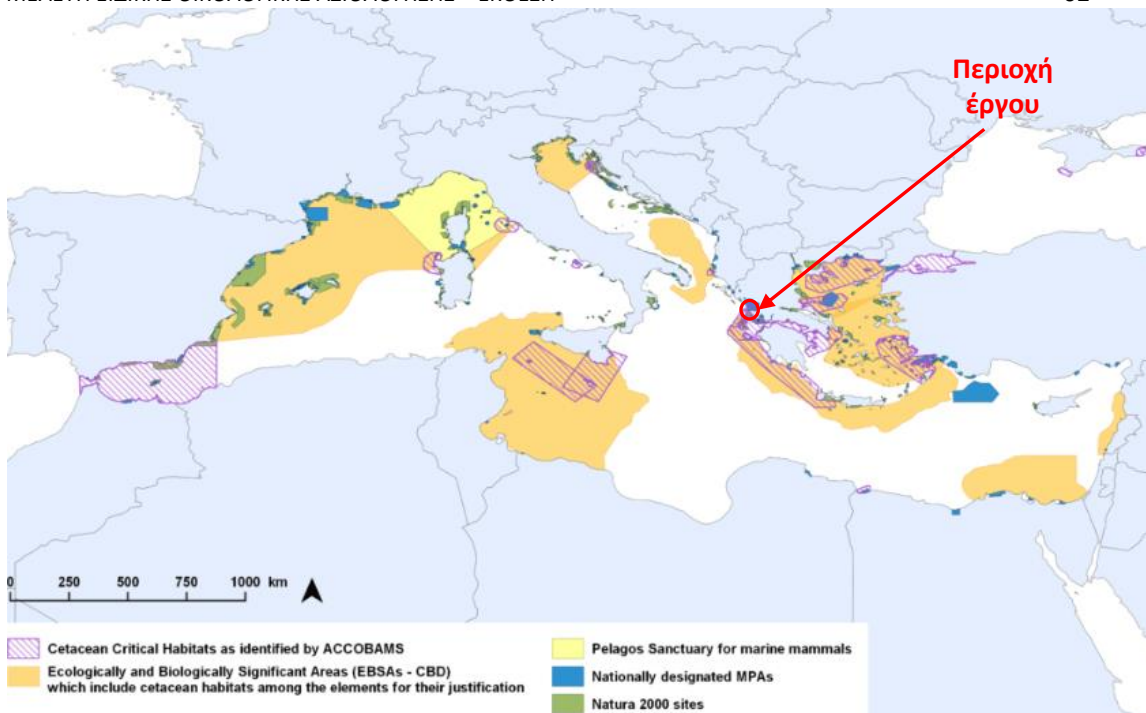 Περιοχή
έργου
0 250 500 750 1000 km
Cetacean Critical Habitats as identified by ACCOBAMS
Ecologically and Biologically Significant Areas (EBSAs - CBD)
which include cetacean habitats among the elements for their justification
Pelagos Sanctuary for marine mammals
Nationally designated MPAs
Natura 2000 sites